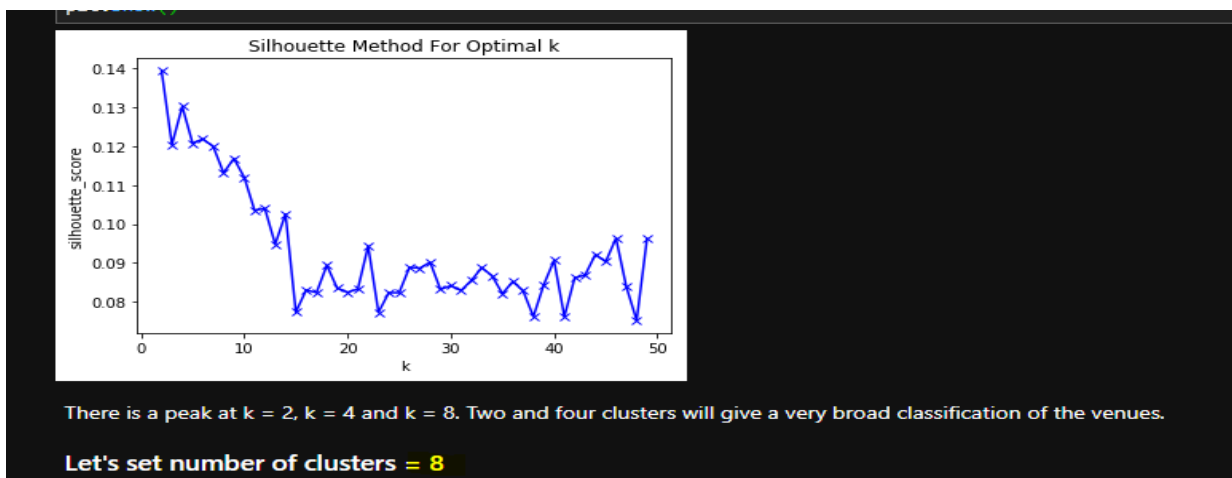 Silhouette Method For Optimal k
0.14
0.13
0.12
0.11
0.10
0.09
0.08
silhouette_score
0 10 20 30 40 50
k
There is a peak at k = 2, k = 4 and k = 8. Two and four clusters will give a very broad classification of the venues.
Let's set number of clusters = 8